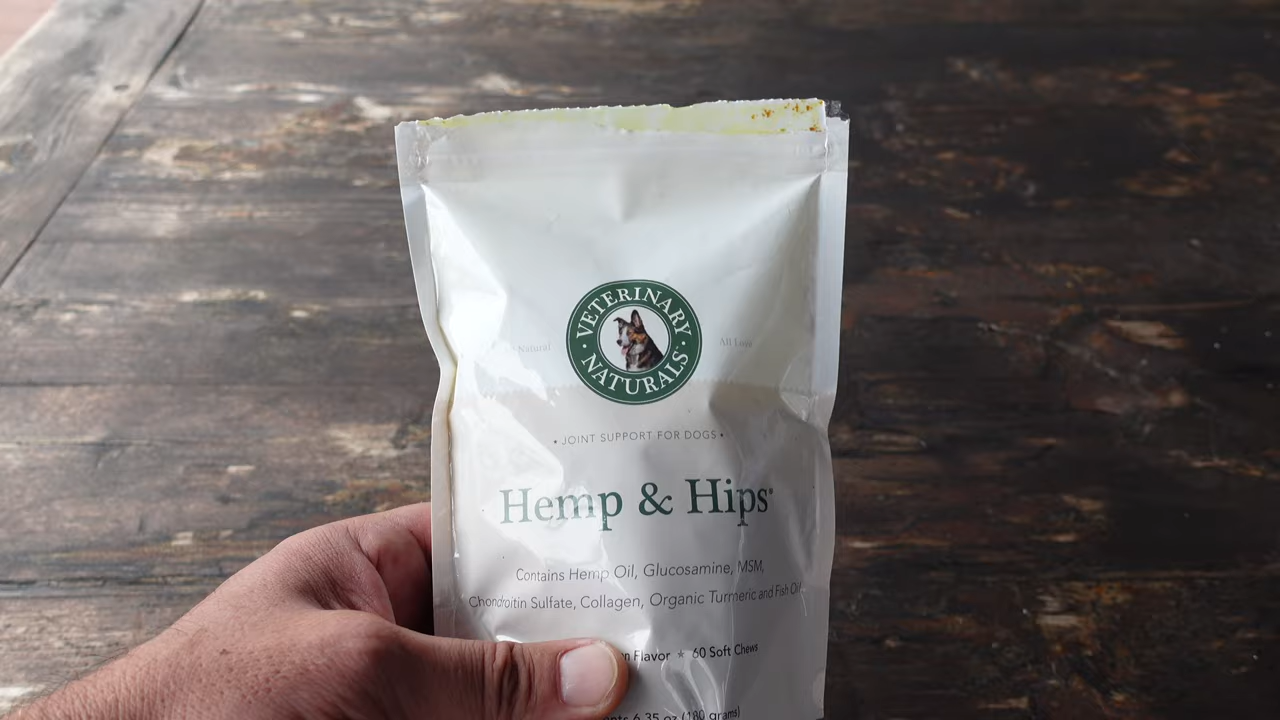 VETERINARY
NATURALS
Natural
All
• JOINT SUPPORT FOR DOGS •
Hemp & Hips®
Contains Hemp Oil, Glucosamine, MSM,
Chondroitin Sulfate, Collagen, Organic Turmeric and Fish Oil
Flavor ★ 60 Soft Chews
6.35 oz (180 grams)